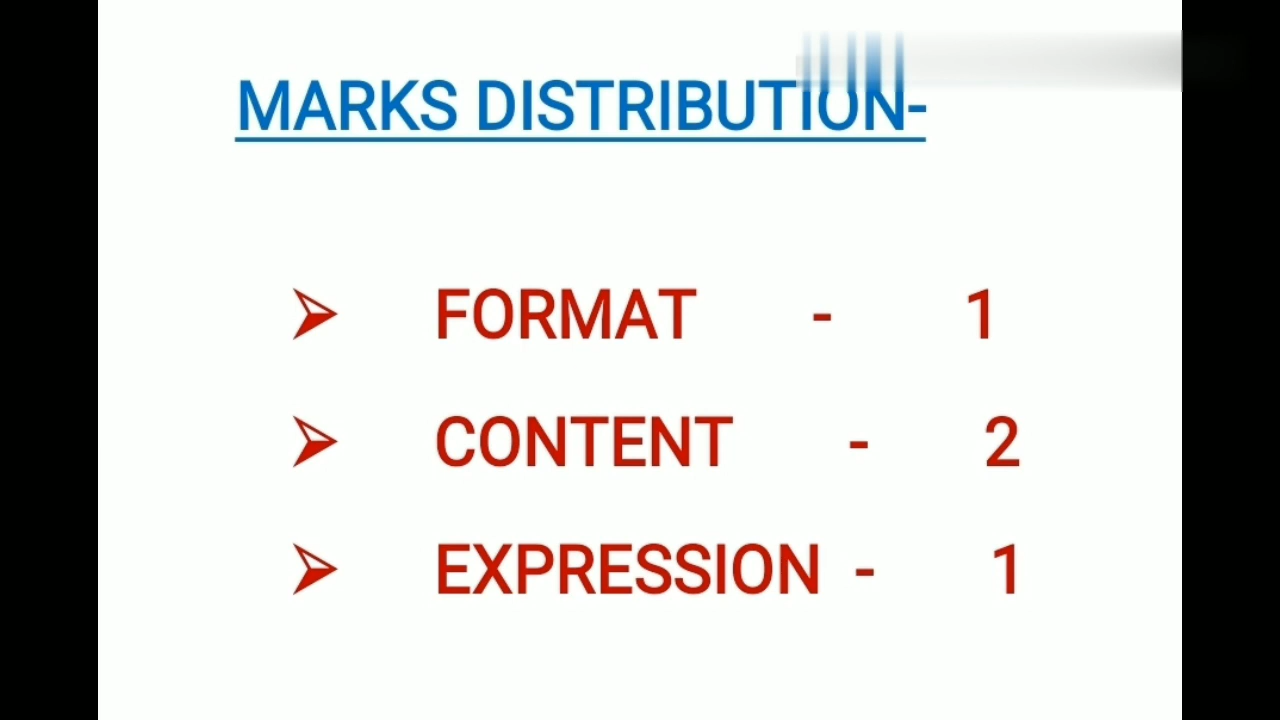 MARKS DISTRIBUTION-
➢ FORMAT - 1
➢ CONTENT - 2
➢ EXPRESSION - 1